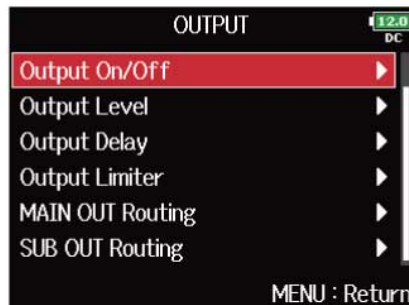 OUTPUT
12.0
DC
Output On/Off
Output Level
Output Delay
Output Limiter
MAIN OUT Routing
SUB OUT Routing
MENU : Return